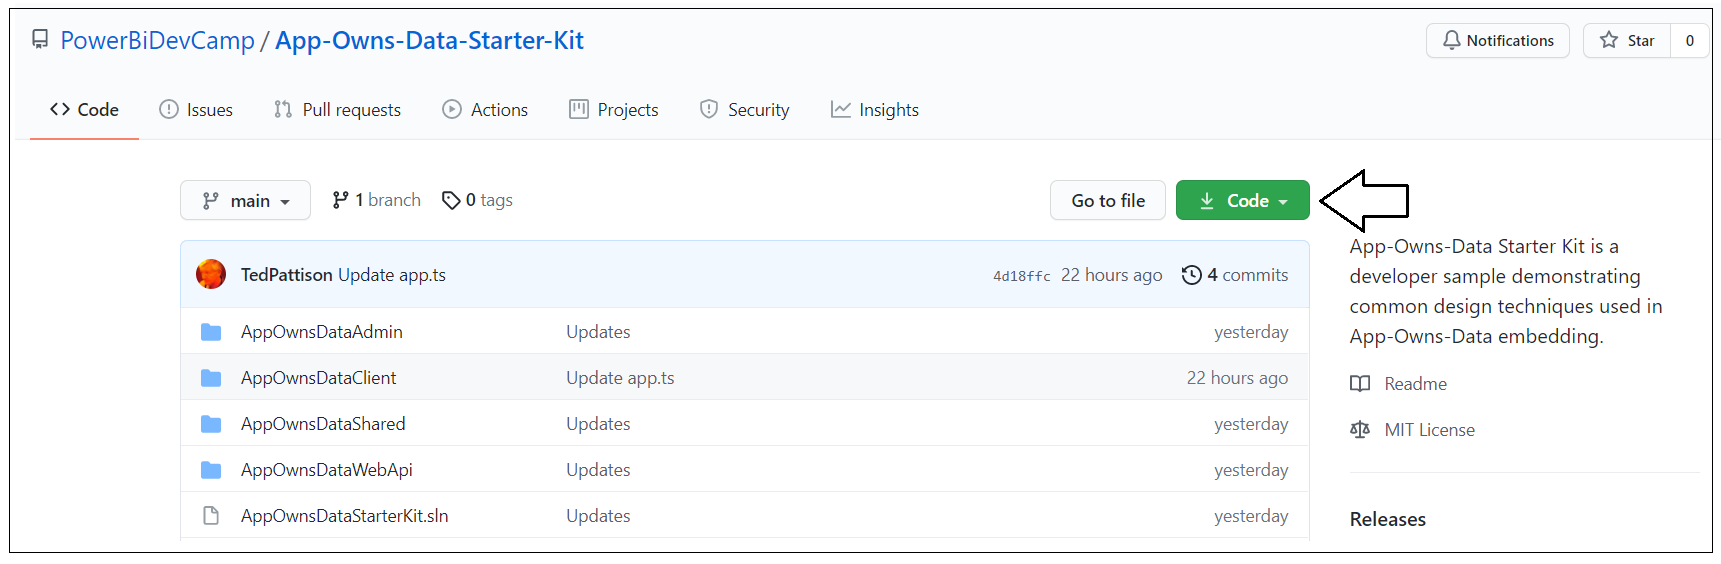 PowerBiDevCamp / App-Owns-Data-Starter-Kit
Notifications
Star
0
Code
Issues
Pull requests
Actions
Projects
Security
Insights
main
1 branch
0 tags
Go to file
Code
TedPattison Update app.ts
4d18ffc 22 hours ago
4 commits
AppOwnsDataAdmin Updates yesterday
AppOwnsDataClient Update app.ts 22 hours ago
AppOwnsDataShared Updates yesterday
AppOwnsDataWebApi Updates yesterday
AppOwnsDataStarterKit.sln Updates yesterday
App-Owns-Data Starter Kit is a
developer sample demonstrating
common design techniques used in
App-Owns-Data embedding.
Readme
MIT License
Releases